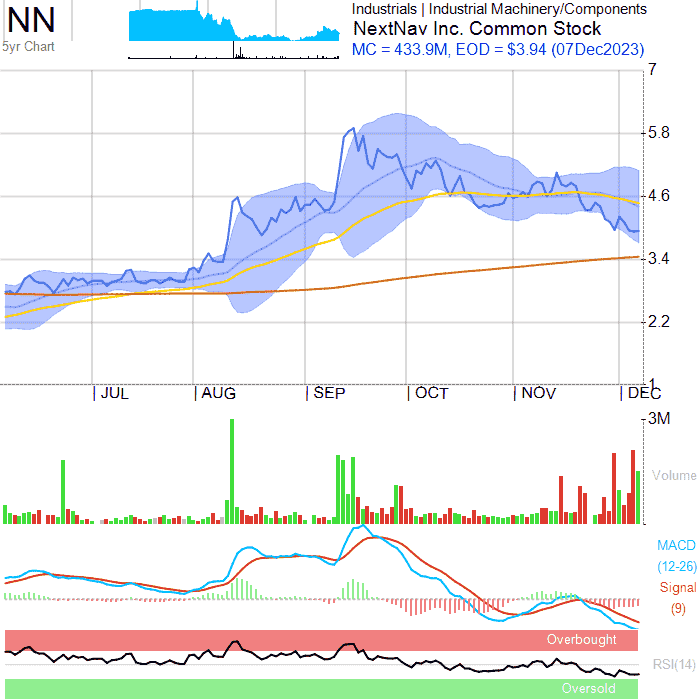 NN
5yr Chart
Industrials | Industrial Machinery/Components
NextNav Inc. Common Stock
MC = 433.9M, EOD = $3.94 (07Dec2023)
7
5.8
4.6
3.4
2.2
1
JUL
AUG
SEP
OCT
NOV
DEC
3M
Volume
MACD
(12-26)
Signal
(9)
Overbought
RSI(14)
Oversold